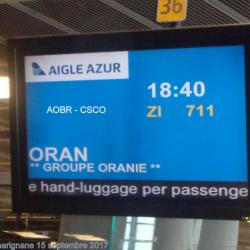 36
AIGLE AZUR
18:40
AOBR - CSCO
ZI 711
ORAN
** GROUPE ORANIE **
e hand-luggage per passenge
marignane 15 septembre 2017